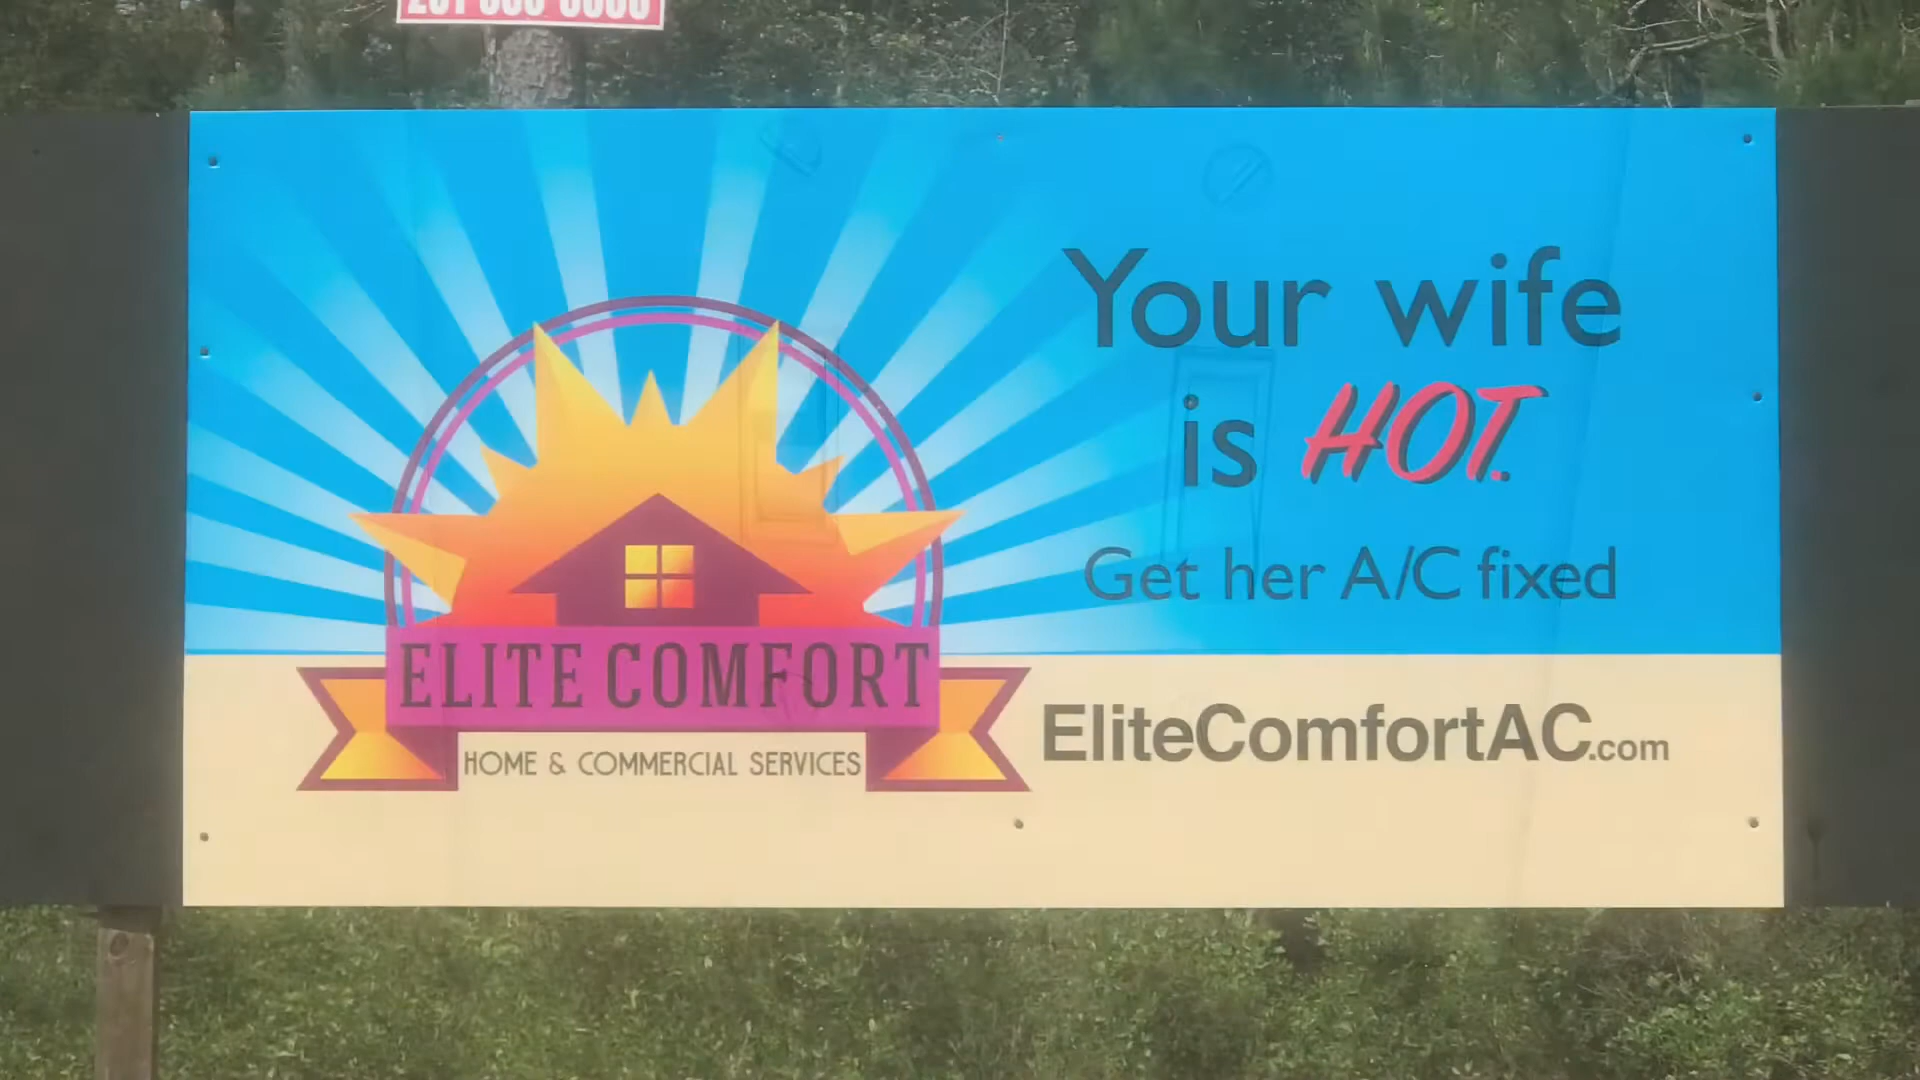 Your wife
is HOT.
Get her A/C fixed
ELITE COMFORT
HOME & COMMERCIAL SERVICES
EliteComfortAC.com